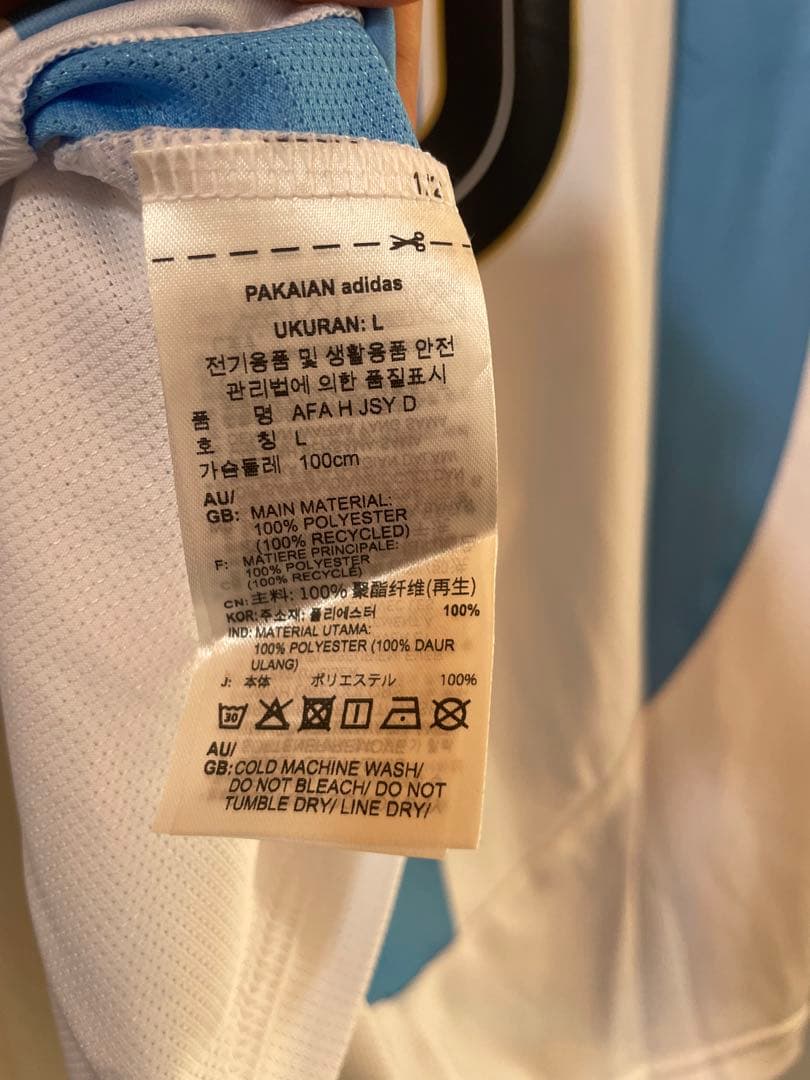 1/2
PAKAIAN adidas
UKURAN: L
전기용품 및 생활용품 안전
관리법에 의한 품질표시
품 명 AFA H JSY D
호 칭 L
가슴둘레 100cm
AU/
GB: MAIN MATERIAL:
100% POLYESTER
(100% RECYCLED)
F: MATIERE PRINCIPALE:
100% POLYESTER
(100% RECYCLÉ)
CN: 主料: 100% 聚酯纤维(再生)
KOR: 주소재: 폴리에스터 100%
IND: MATERIAL UTAMA:
100% POLYESTER (100% DAUR
ULANG)
J: 本体 ポリエステル 100%
30
AU/
GB: COLD MACHINE WASH/
DO NOT BLEACH/ DO NOT
TUMBLE DRY/ LINE DRY/